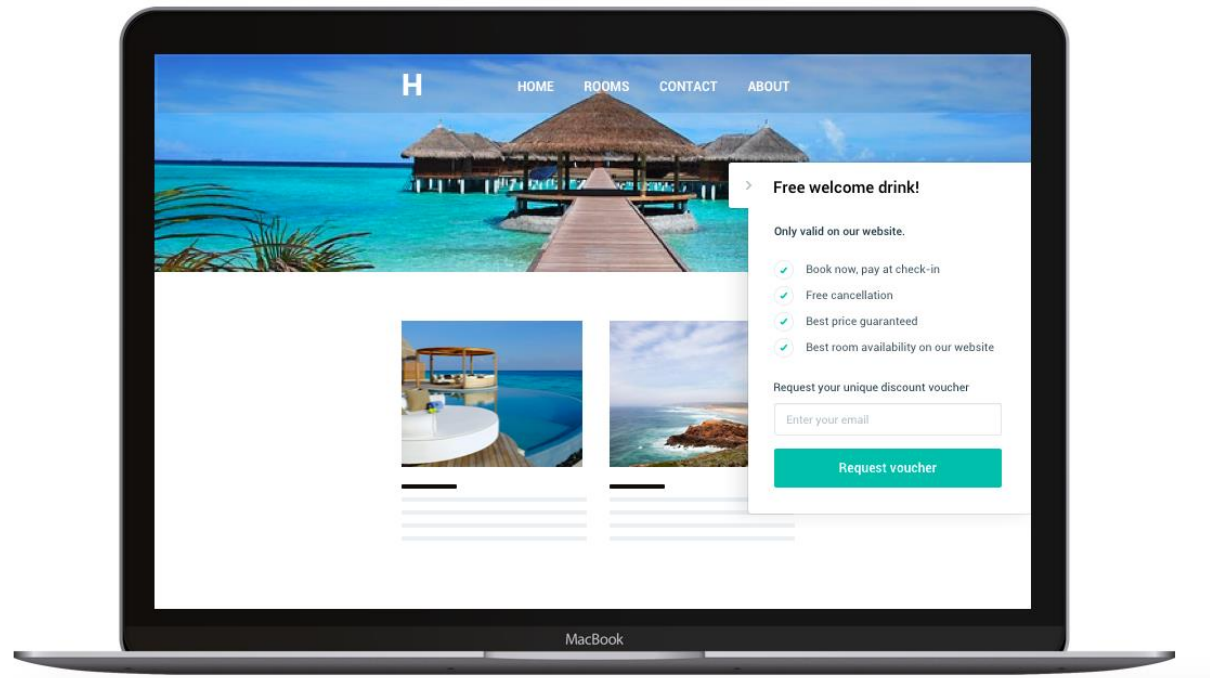 H
HOME ROOMS CONTACT ABOUT
Free welcome drink!
Only valid on our website.
Book now, pay at check-in
Free cancellation
Best price guaranteed
Best room availability on our website
Request your unique discount voucher
Enter your email
Request voucher
MacBook